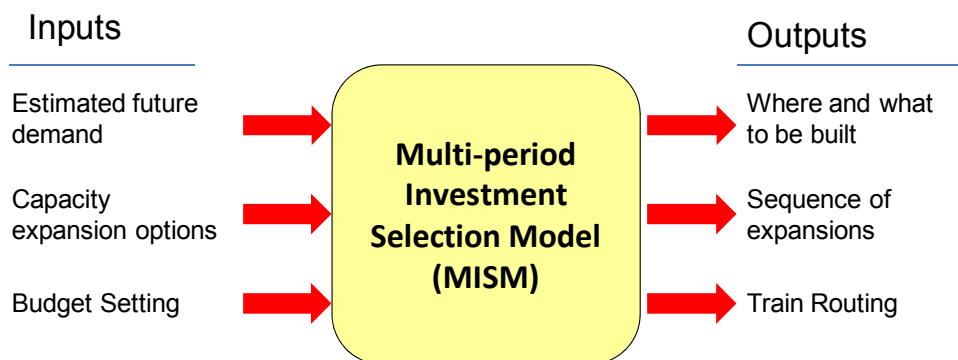 Inputs
Estimated future
demand
Capacity
expansion options
Budget Setting
Multi-period
Investment
Selection Model
(MISM)
Outputs
Where and what
to be built
Sequence of
expansions
Train Routing